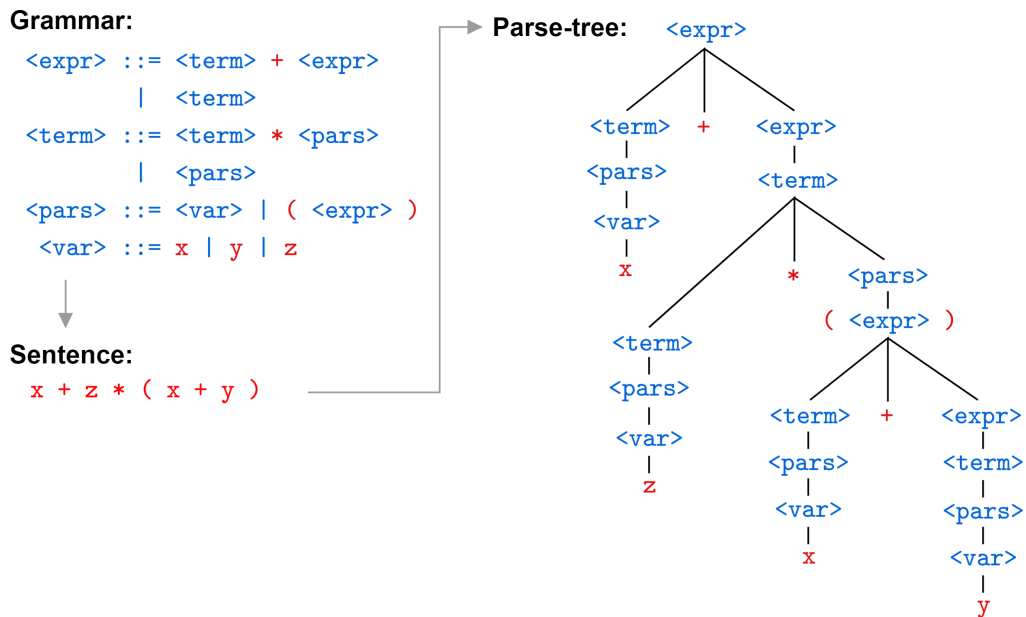 Grammar:
<expr> ::= <term> + <expr>
| <term>
<term> ::= <term> * <pars>
| <pars>
<pars> ::= <var> | ( <expr> )
<var> ::= x | y | z
Sentence:
x + z * ( x + y )
Parse-tree:
<expr>
<term> + <expr>
<pars>
<term>
<var>
x
* <pars>
( <expr> )
<term>
<pars>
<var>
z
<term> + <expr>
<pars> <term>
<var> <pars>
x <var>
y